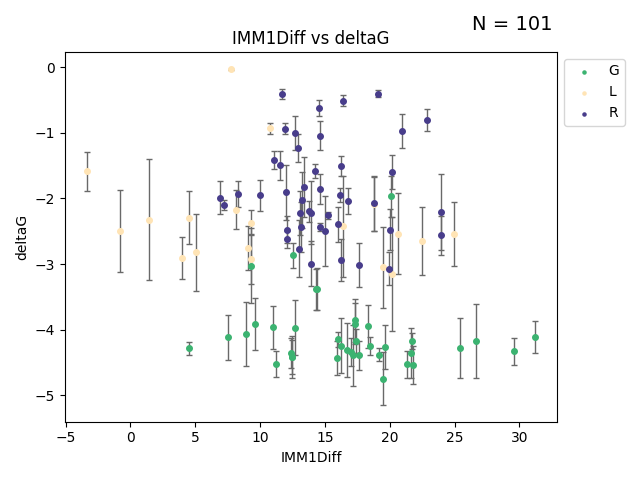 N = 101
IMM1Diff vs deltaG
G
L
R
0
−1
−2
−3
−4
−5
deltaG
−5 0 5 10 15 20 25 30
IMM1Diff